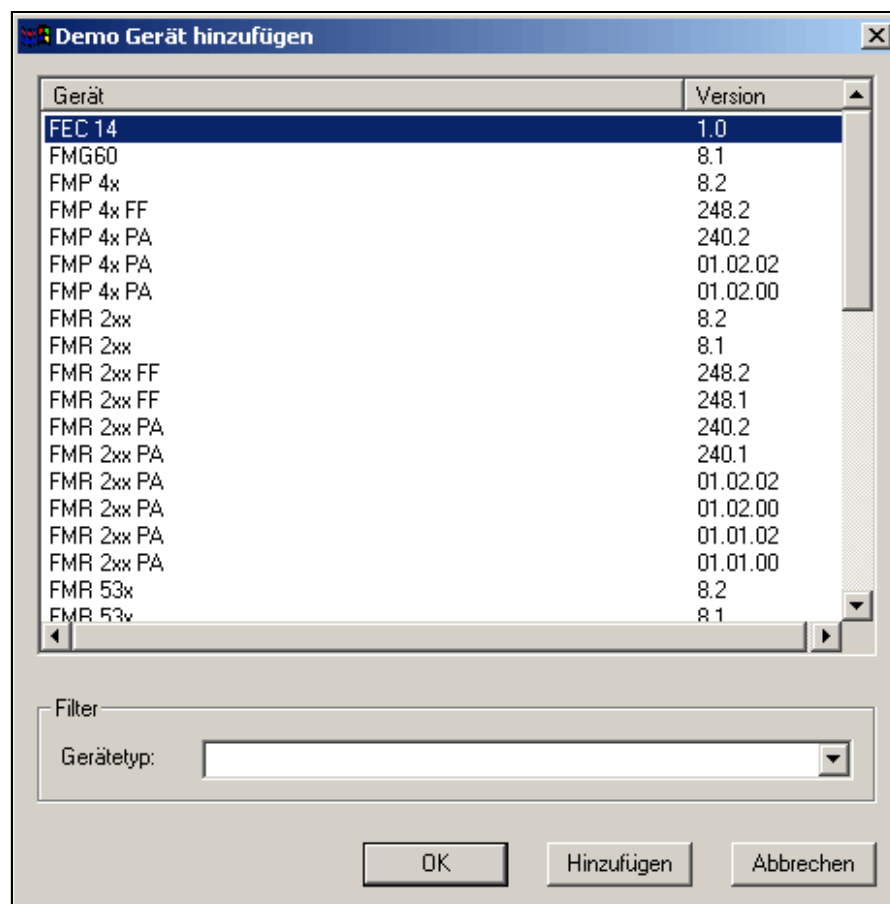 Demo Gerät hinzufügen
Gerät Version
FEC 14 1.0
FMG60 8.1
FMP 4x 8.2
FMP 4x FF 248.2
FMP 4x PA 240.2
FMP 4x PA 01.02.02
FMP 4x PA 01.02.00
FMR 2xx 8.2
FMR 2xx 8.1
FMR 2xx FF 248.2
FMR 2xx FF 248.1
FMR 2xx PA 240.2
FMR 2xx PA 240.1
FMR 2xx PA 01.02.02
FMR 2xx PA 01.02.00
FMR 2xx PA 01.01.02
FMR 2xx PA 01.01.00
FMR 53x 8.2
FMR 53x 8.1
Filter
Gerätetyp:
OK Hinzufügen Abbrechen